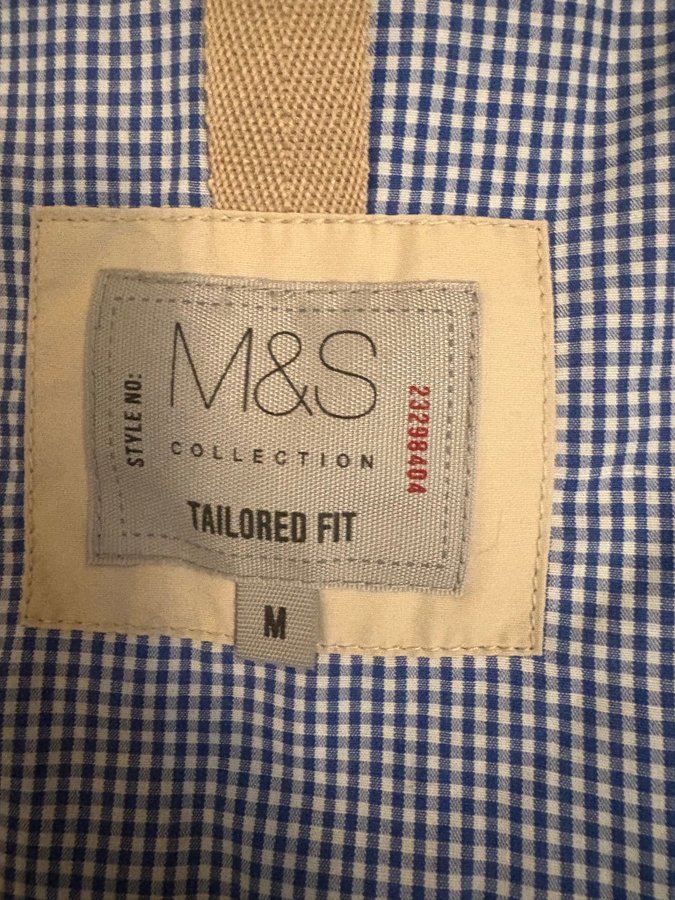 M&S
COLLECTION
STYLE NO:
23298404
TAILORED FIT
M